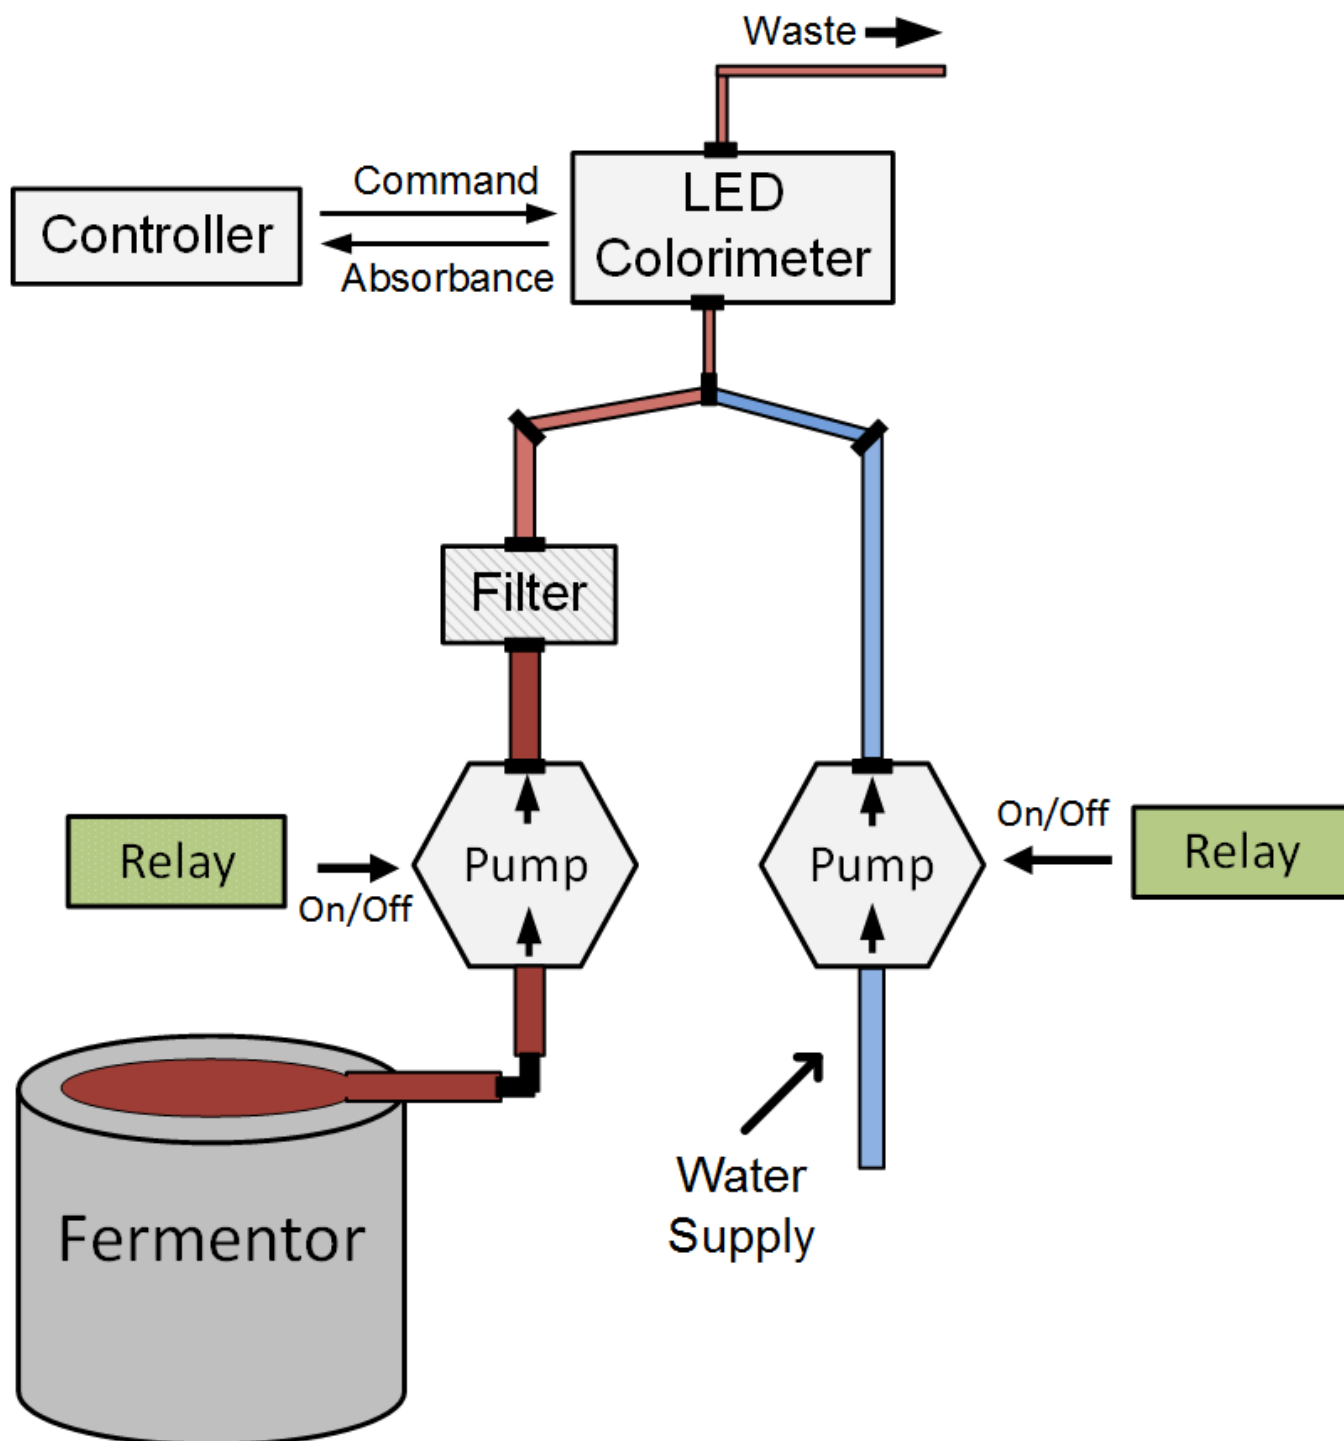 Waste
Command
LED
Colorimeter
Controller
Absorbance
Filter
Relay
On/Off
Pump
Pump
On/Off
Relay
Water
Supply
Fermentor